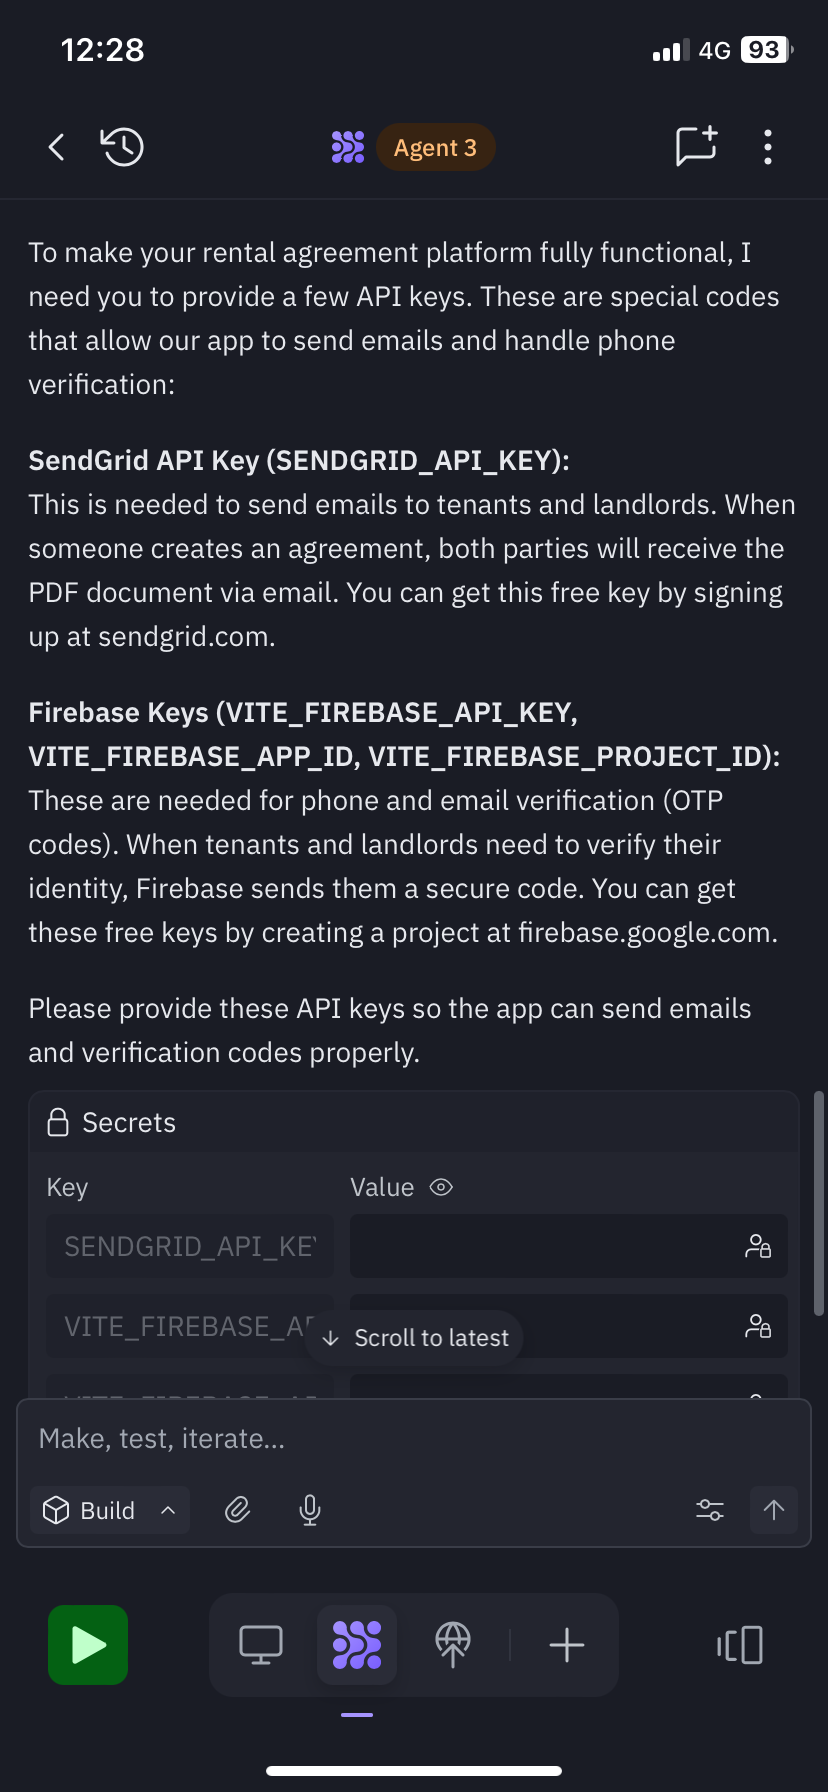 12:28
4G
93
Agent 3
To make your rental agreement platform fully functional, I
need you to provide a few API keys. These are special codes
that allow our app to send emails and handle phone
verification:
SendGrid API Key (SENDGRID_API_KEY):
This is needed to send emails to tenants and landlords. When
someone creates an agreement, both parties will receive the
PDF document via email. You can get this free key by signing
up at sendgrid.com.
Firebase Keys (VITE_FIREBASE_API_KEY,
VITE_FIREBASE_APP_ID, VITE_FIREBASE_PROJECT_ID):
These are needed for phone and email verification (OTP
codes). When tenants and landlords need to verify their
identity, Firebase sends them a secure code. You can get
these free keys by creating a project at firebase.google.com.
Please provide these API keys so the app can send emails
and verification codes properly.
Secrets
Key Value
SENDGRID_API_KEY
VITE_FIREBASE_AP
Scroll to latest
Make, test, iterate...
Build